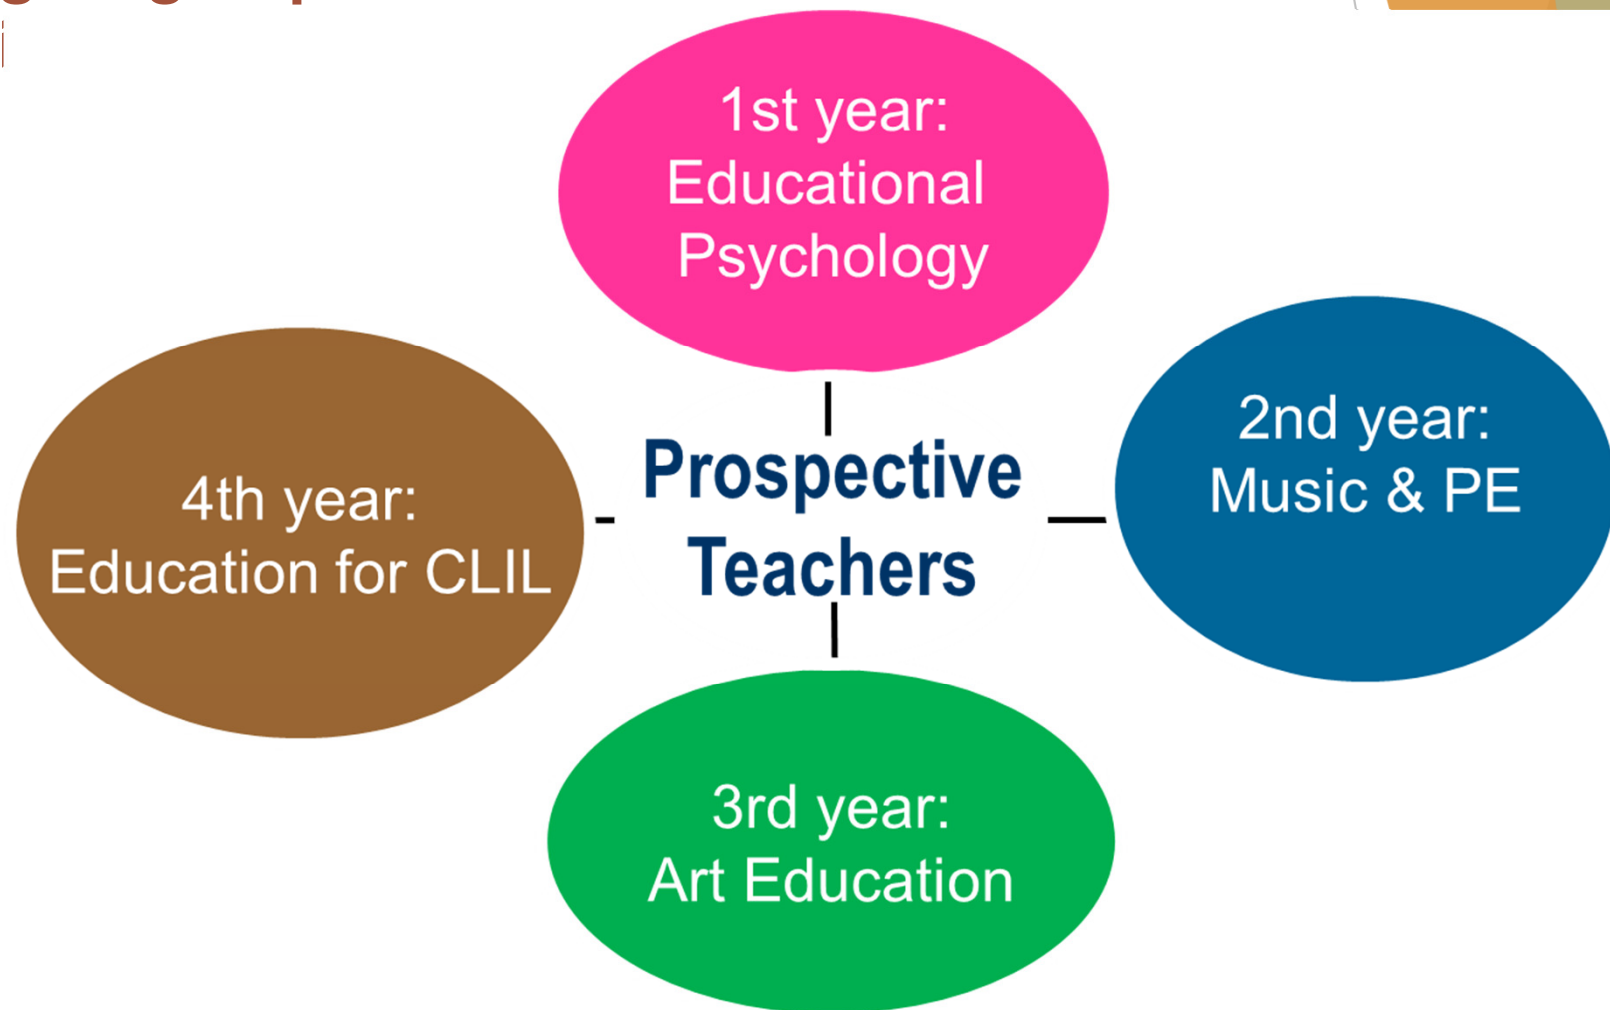 1st year:
Educational
Psychology
2nd year:
Music & PE
Prospective
Teachers
4th year:
Education for CLIL
3rd year:
Art Education